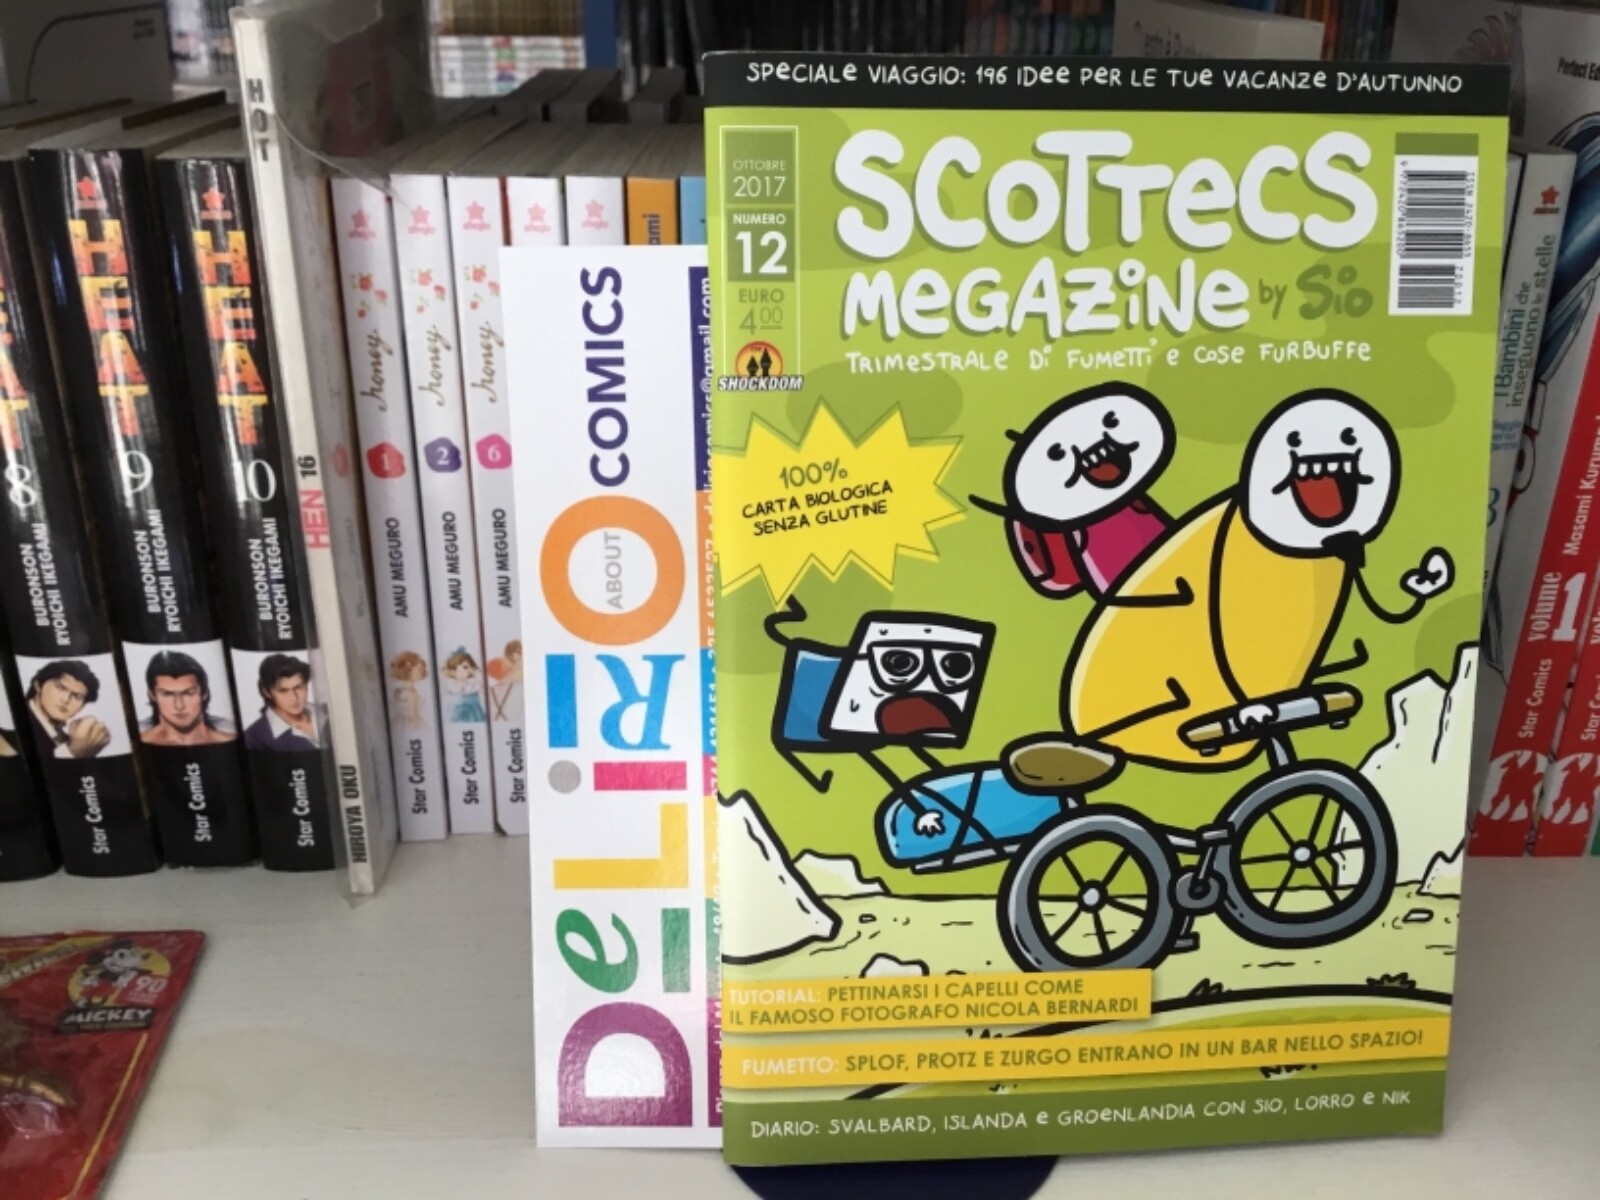 SPECIALE VIAGGIO: 196 IDEE PER LE TUE VACANZE D'AUTUNNO
OTTOBRE
2017
NUMERO
12
EURO
4.00
SHOCKDOM
SCOTTECS
MEGAZINE by Sio
TRIMESTRALE Di FUMETTi e COSE FURBUFFE
100%
CARTA BIOLOGICA
SENZA GLUTINE
TUTORIAL: PETTINARSI I CAPELLI COME
IL FAMOSO FOTOGRAFO NICOLA BERNARDI
FUMETTO: SPLOF, PROTZ E ZURGO ENTRANO IN UN BAR NELLO SPAZIO!
DIARIO: SVALBARD, ISLANDA e GROENLANDIA CON SIO, LORRO e NIK
DeLiRiO
ABOUT
COMICS
8
BURONSON
RYOICHI IKEGAMI
HEAT
9
BURONSON
RYOICHI IKEGAMI
Star Comics
HEAT
10
BURONSON
RYOICHI IKEGAMI
Star Comics
Star Comics
HOT
16
HEN
HIROYA OKU
honey
1
AMU MEGURO
Star Comics
honey
2
AMU MEGURO
Star Comics
honey
6
AMU MEGURO
Star Comics
I Bambini che
inseguono le stelle
Perfect Ed
Masami Kuru
volume 1
Star Comics
90
MICKEY